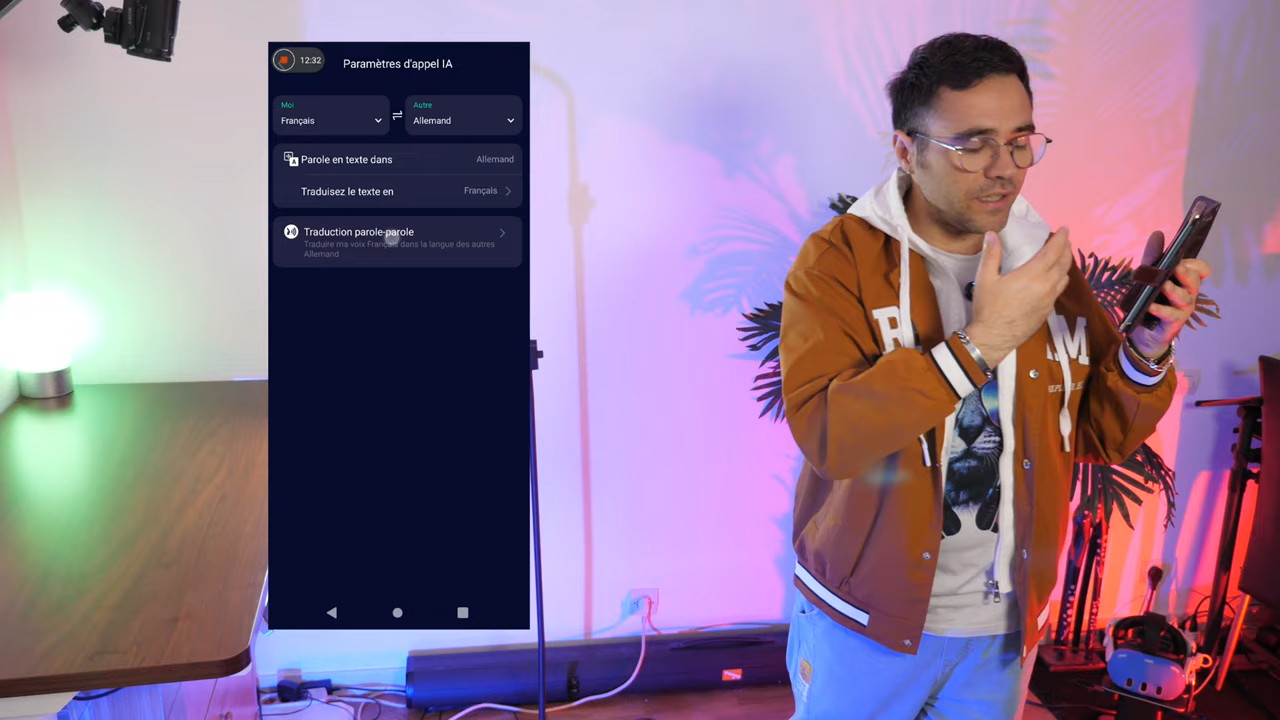 12:32
Paramètres d'appel IA
Moi
Autre
Français
Allemand
Parole en texte dans
Allemand
Traduisez le texte en
Français
Traduction parole-parole
Traduire ma voix Français dans la langue des autres
Allemand